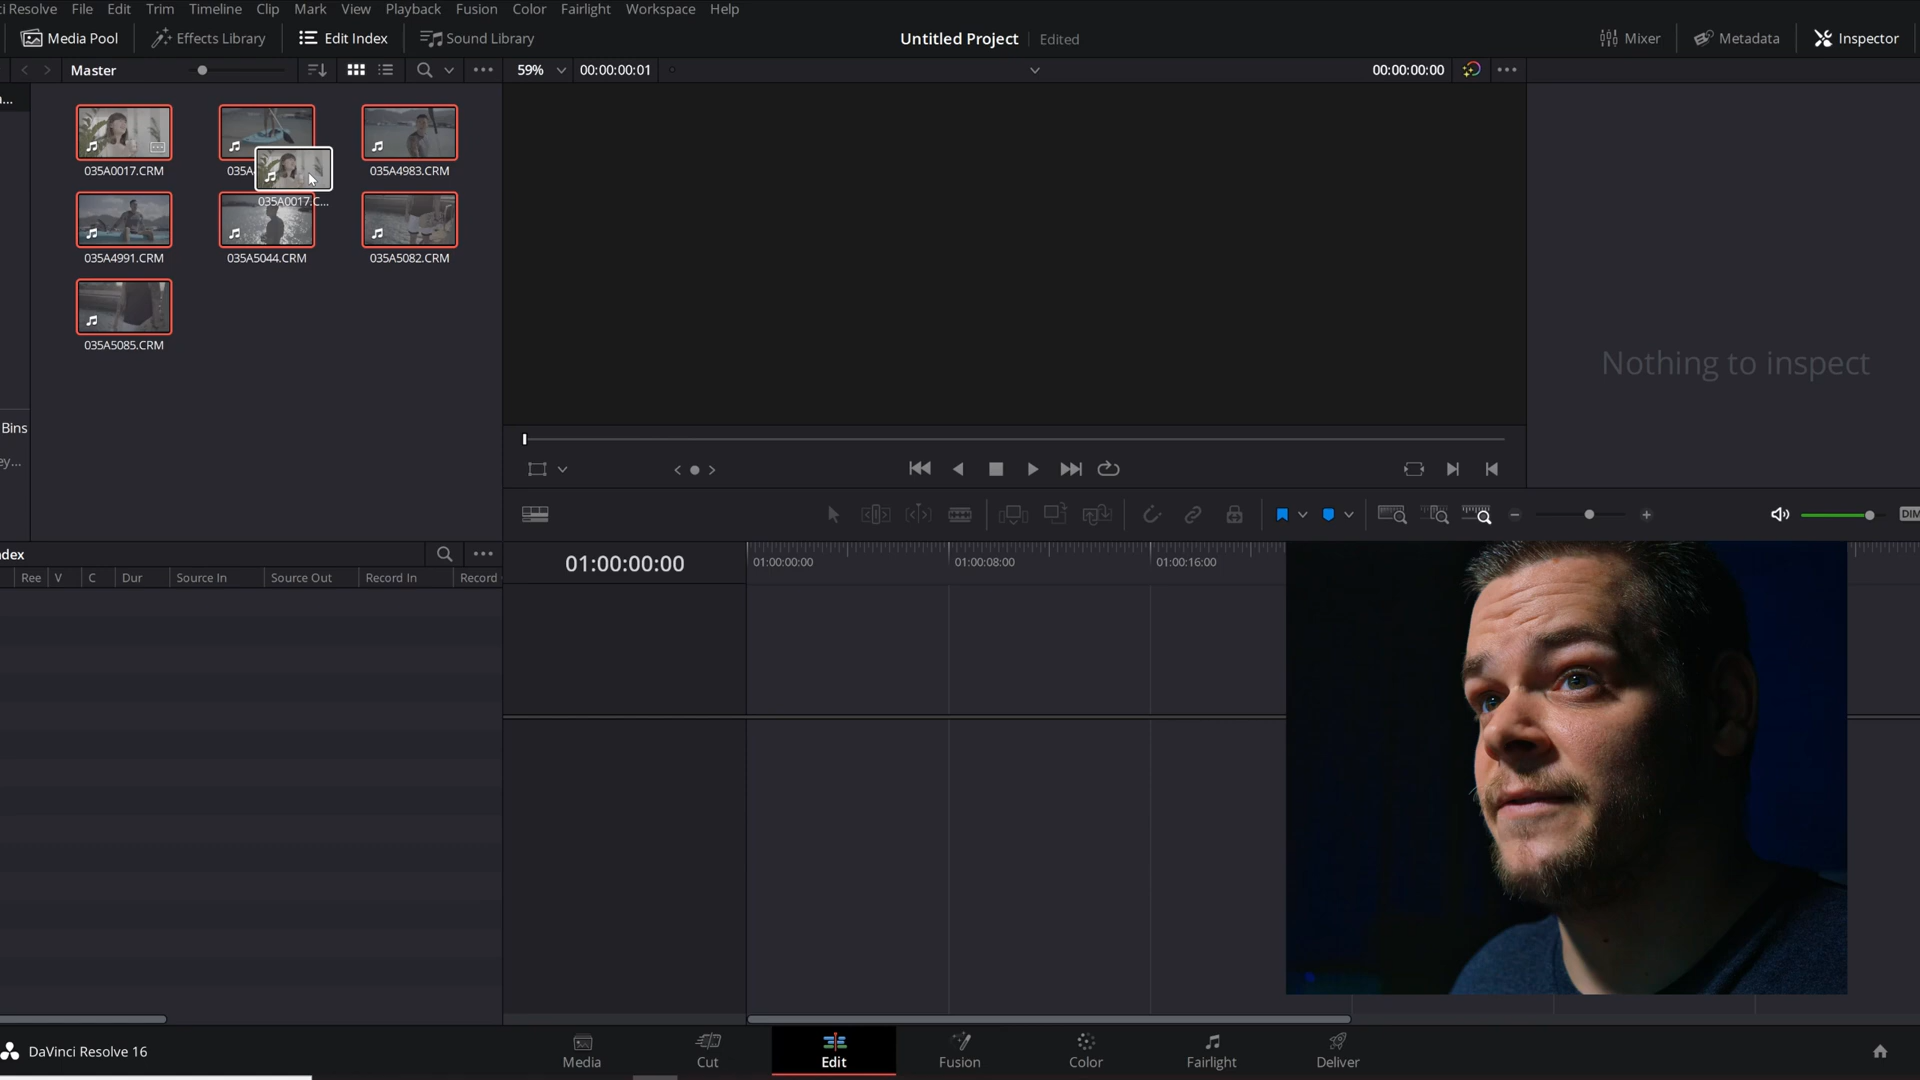 ci Resolve File Edit Trim Timeline Clip Mark View Playback Fusion Color Fairlight Workspace Help
Media Pool Effects Library Edit Index Sound Library Untitled Project Edited Mixer Metadata Inspector
Master 59% 00:00:00:01 00:00:00:00
a...
035A0017.CRM 035A 035A4983.CRM
035A0017.C...
035A4991.CRM 035A5044.CRM 035A5082.CRM
035A5085.CRM
Nothing to inspect
Bins
ey...
DIM
dex
01:00:00:00 01:00:00:00 01:00:08:00 01:00:16:00
Ree V C Dur Source In Source Out Record In Record
DaVinci Resolve 16
Media Cut Edit Fusion Color Fairlight Deliver